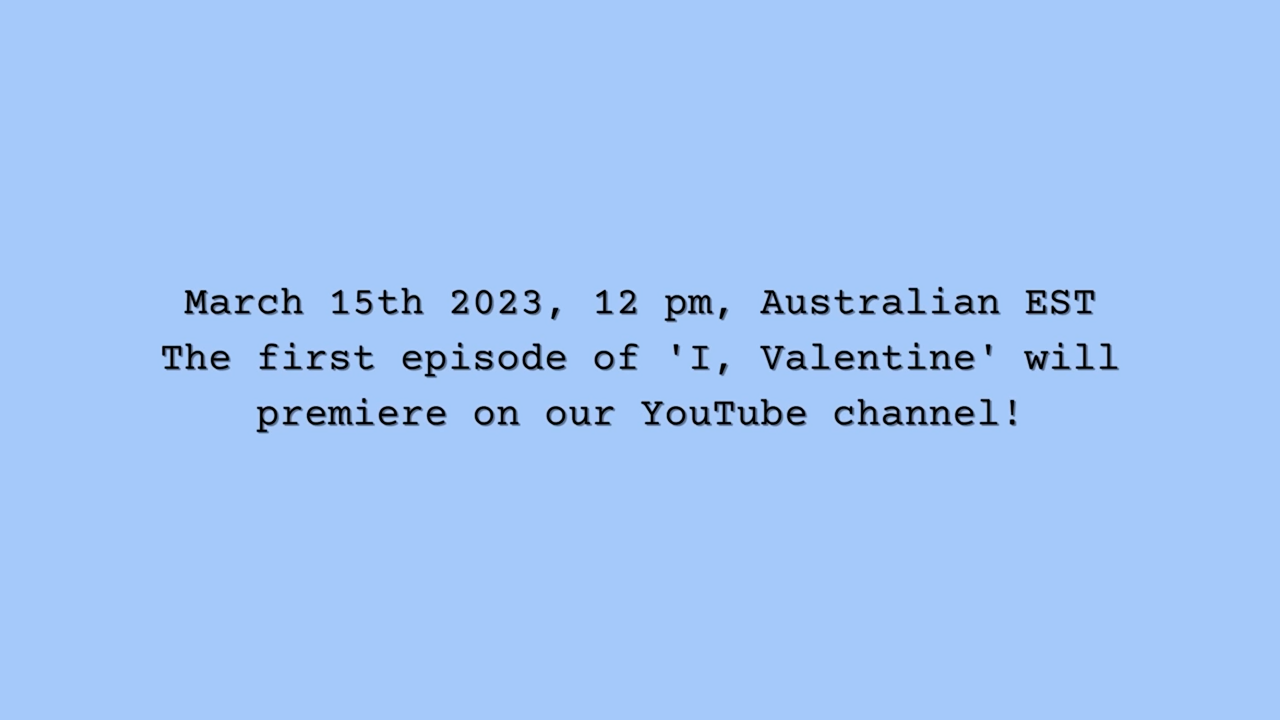 March 15th 2023, 12 pm, Australian EST
The first episode of 'I, Valentine' will
premiere on our YouTube channel!